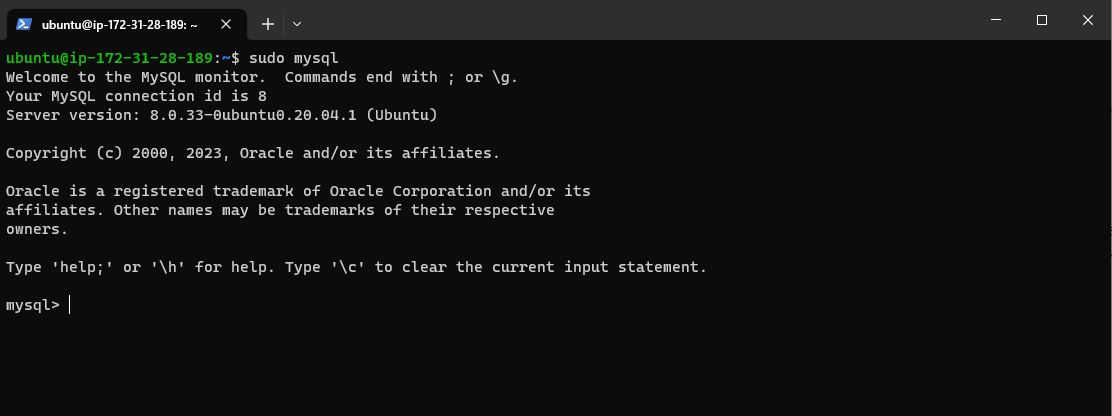 ubuntu@ip-172-31-28-189: ~
ubuntu@ip-172-31-28-189:~$ sudo mysql
Welcome to the MySQL monitor.  Commands end with ; or \g.
Your MySQL connection id is 8
Server version: 8.0.33-0ubuntu0.20.04.1 (Ubuntu)

Copyright (c) 2000, 2023, Oracle and/or its affiliates.

Oracle is a registered trademark of Oracle Corporation and/or its
affiliates. Other names may be trademarks of their respective
owners.

Type 'help;' or '\h' for help. Type '\c' to clear the current input statement.

mysql>